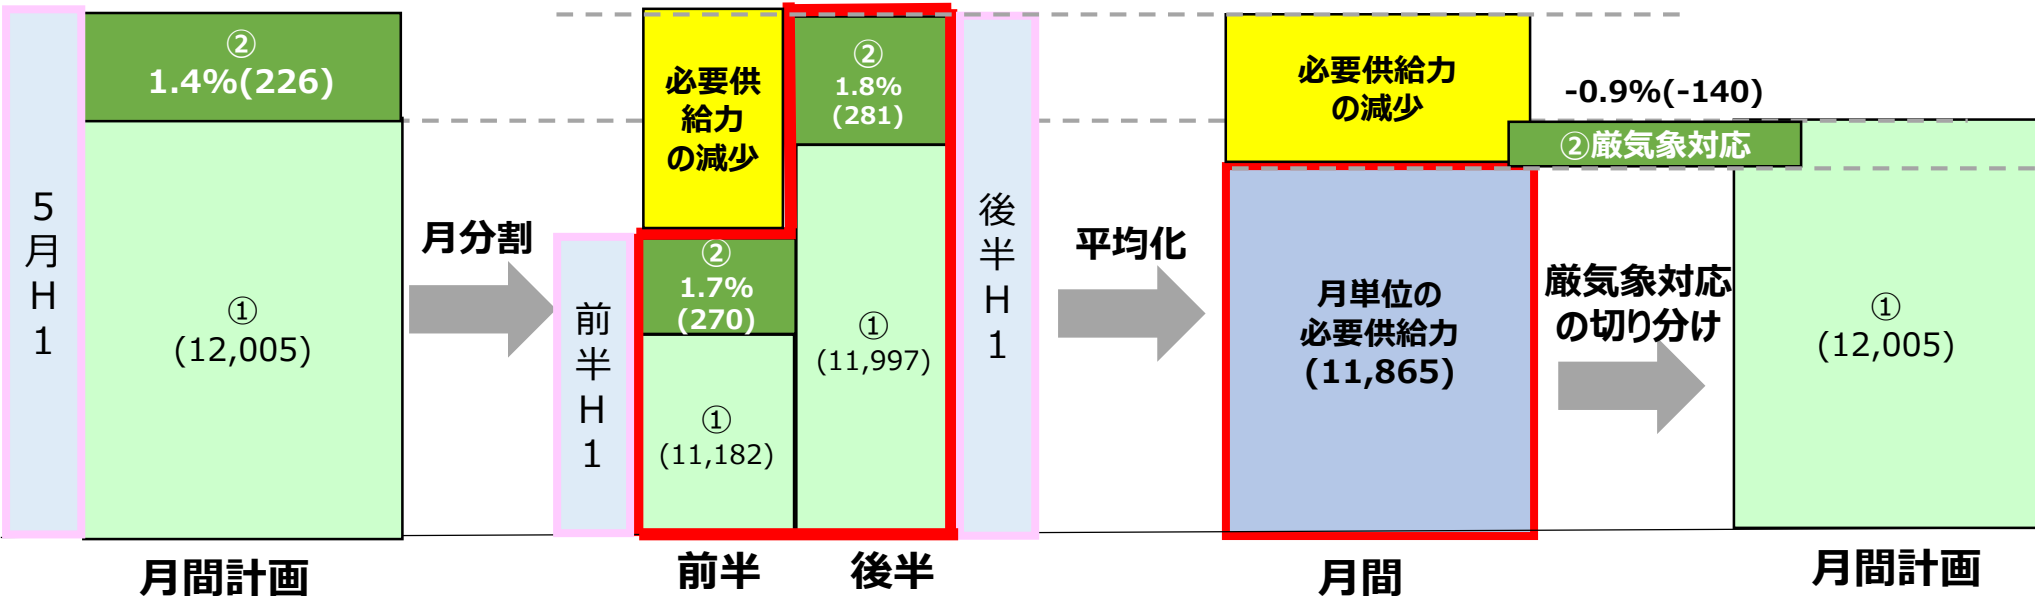 5
月
H
1
②
1.4%(226)
①
(12,005)
月間計画
月分割
前
半
H
1
必要供
給力
の減少
②
1.7%
(270)
①
(11,182)
前半
②
1.8%
(281)
①
(11,997)
後半
後
半
H
1
平均化
必要供給力
の減少
月単位の
必要供給力
(11,865)
月間
-0.9%(-140)
②厳気象対応
厳気象対応
の切り分け
①
(12,005)
月間計画